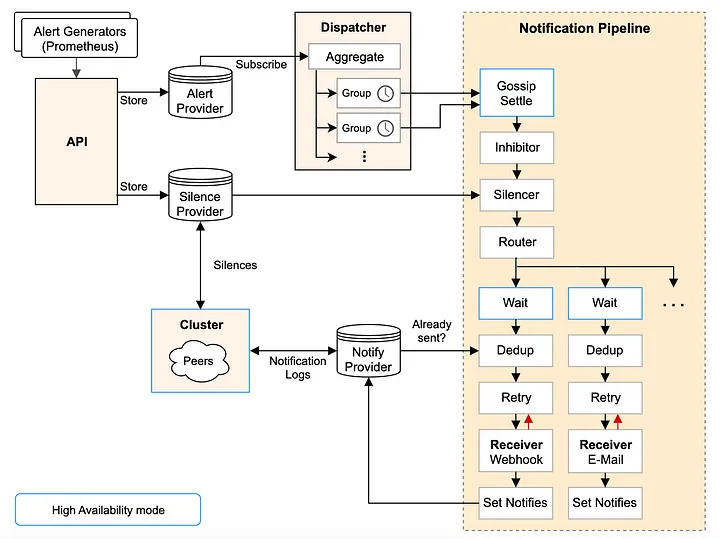 Alert Generators
(Prometheus)
API
Store
Alert
Provider
Subscribe
Dispatcher
Aggregate
Group
Group
Notification Pipeline
Gossip
Settle
Inhibitor
Store
Silence
Provider
Silencer
Router
Silences
Wait
Wait
Cluster
Peers
Notification
Logs
Notify
Provider
Already
sent?
Dedup
Dedup
Retry
Retry
Receiver
Webhook
Receiver
E-Mail
Set Notifies
Set Notifies
High Availability mode